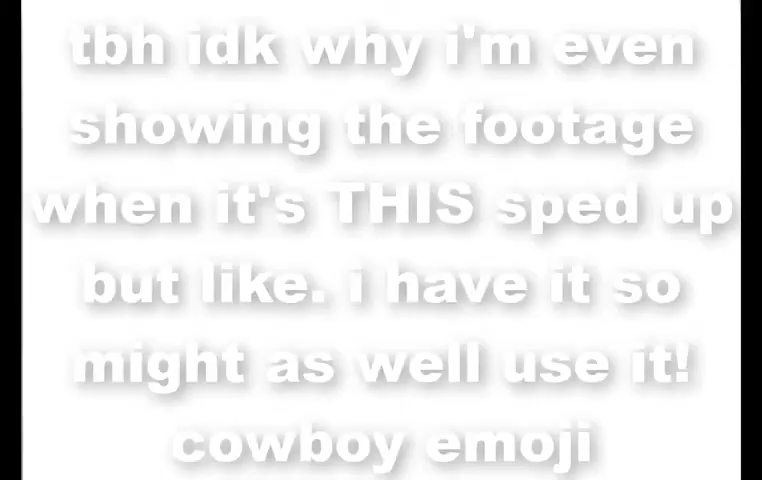 tbh idk why i'm even
showing the footage
when it's THIS sped up
but like. i have it so
might as well use it!
cowboy emoji